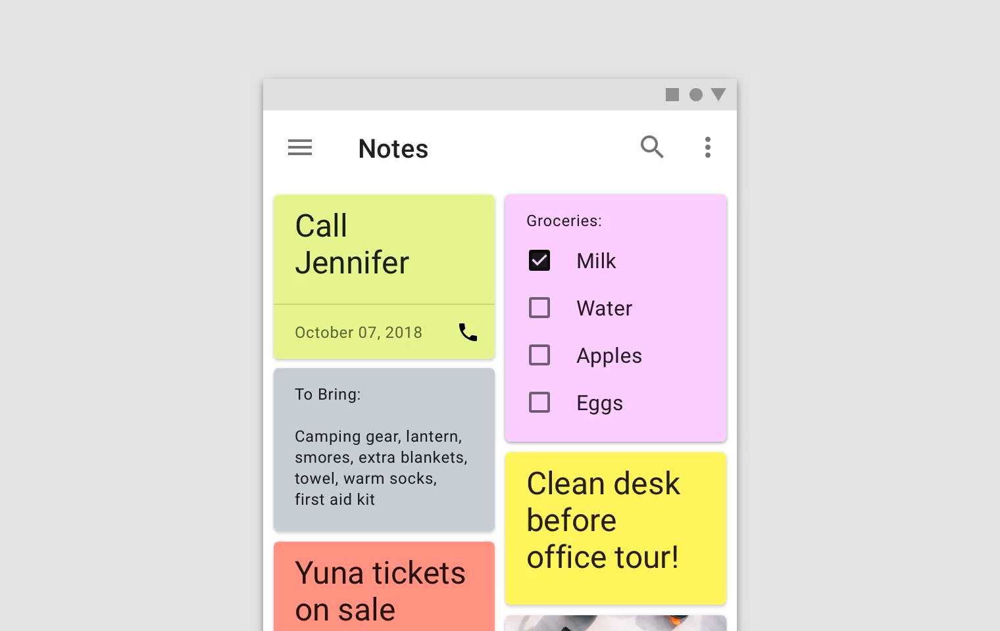 Notes
Call
Jennifer
October 07, 2018
To Bring:
Camping gear, lantern,
smores, extra blankets,
towel, warm socks,
first aid kit
Yuna tickets
on sale
Groceries:
Milk
Water
Apples
Eggs
Clean desk
before
office tour!